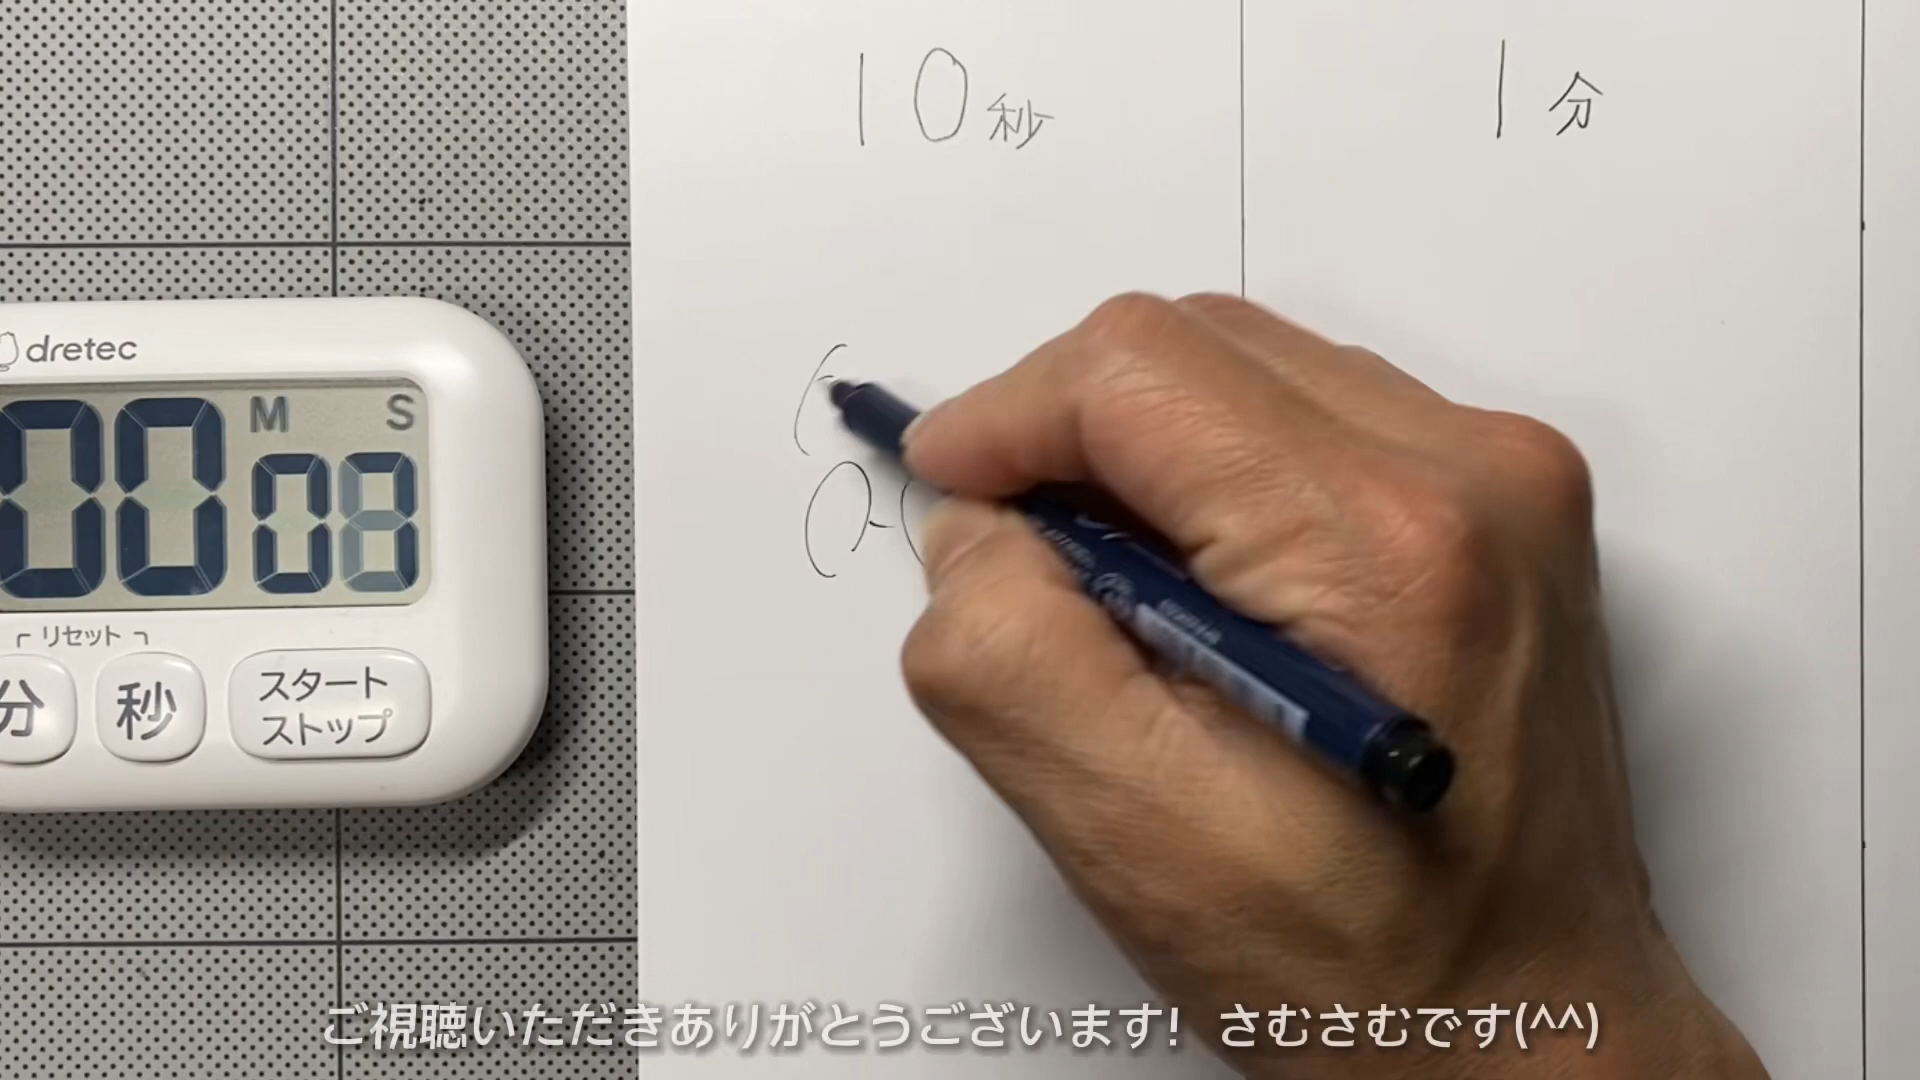 10秒
1分
dretec
M S
00 08
リセット
分 秒 スタート
ストップ
ご視聴いただきありがとうございます! さむさむです(^^)